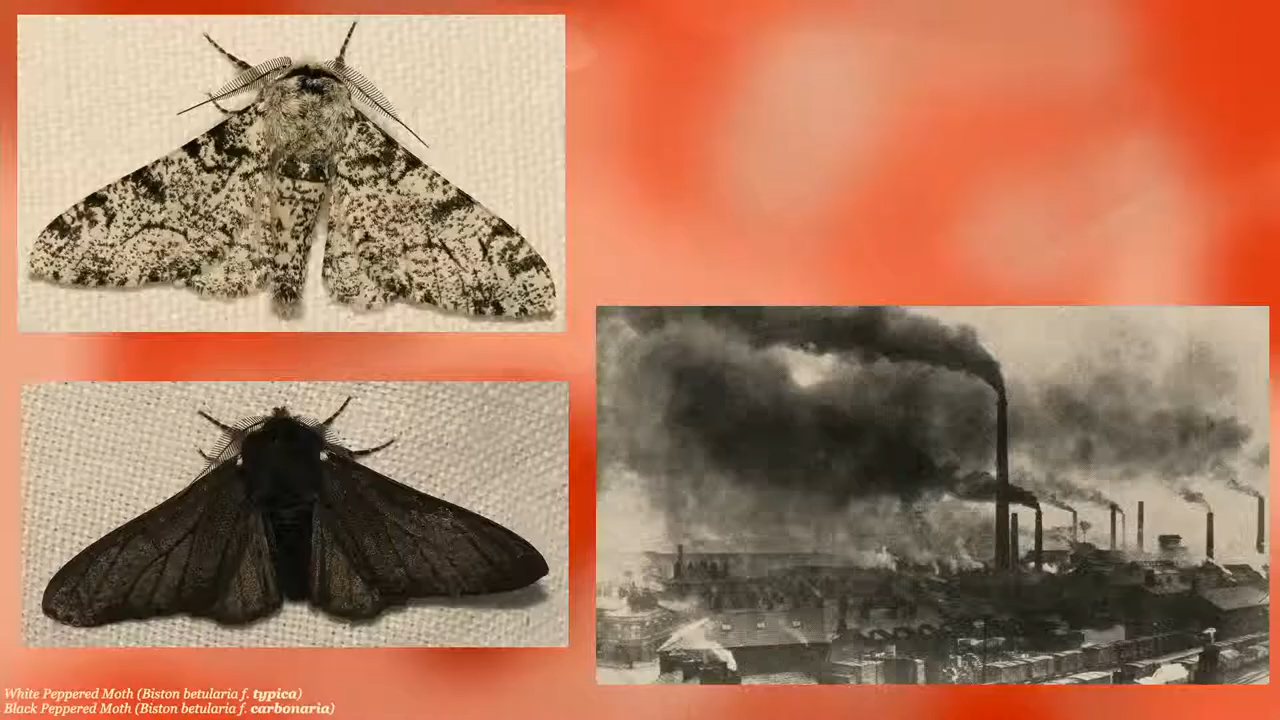 White Peppered Moth (Biston betularia f. typica)
Black Peppered Moth (Biston betularia f. carbonaria)